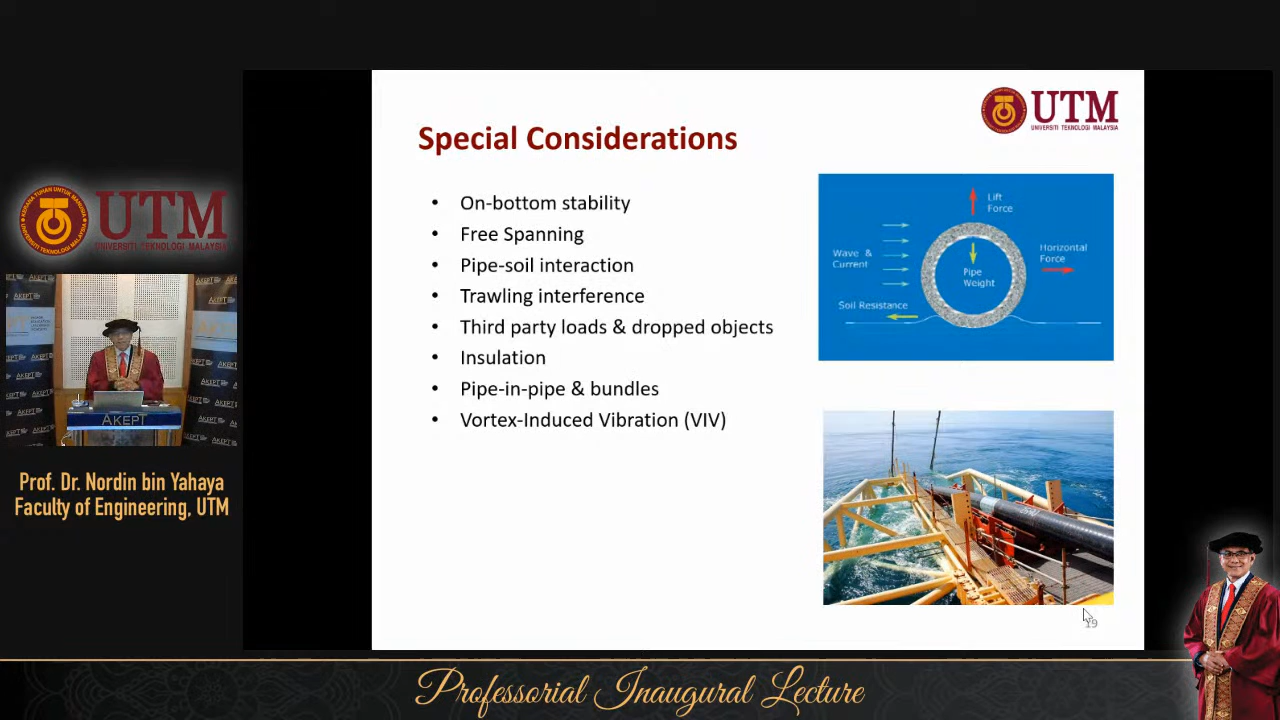 UTM
UNIVERSITI TEKNOLOGI MALAYSIA
Special Considerations
• On-bottom stability
• Free Spanning
• Pipe-soil interaction
• Trawling interference
• Third party loads & dropped objects
• Insulation
• Pipe-in-pipe & bundles
• Vortex-Induced Vibration (VIV)
Lift
Force
Wave &
Current
Horizontal
Force
Pipe
Weight
Soil Resistance
19
UTM
UNIVERSITI TEKNOLOGI MALAYSIA
AKEPT
AKEPT
AKEPT
Prof. Dr. Nordin bin Yahaya
Faculty of Engineering, UTM
Professorial Inaugural Lecture